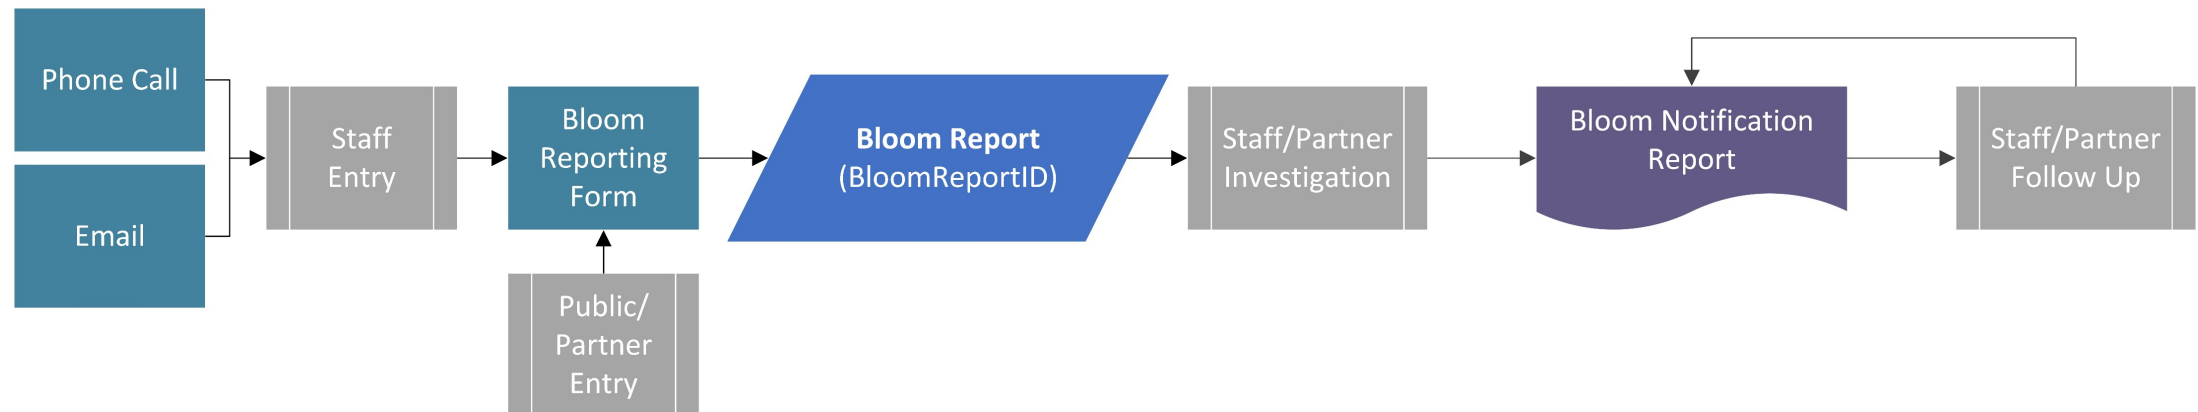 Phone Call
Email
Staff
Entry
Bloom
Reporting
Form
Public/
Partner
Entry
Bloom Report
(BloomReportID)
Staff/Partner
Investigation
Bloom Notification
Report
Staff/Partner
Follow Up